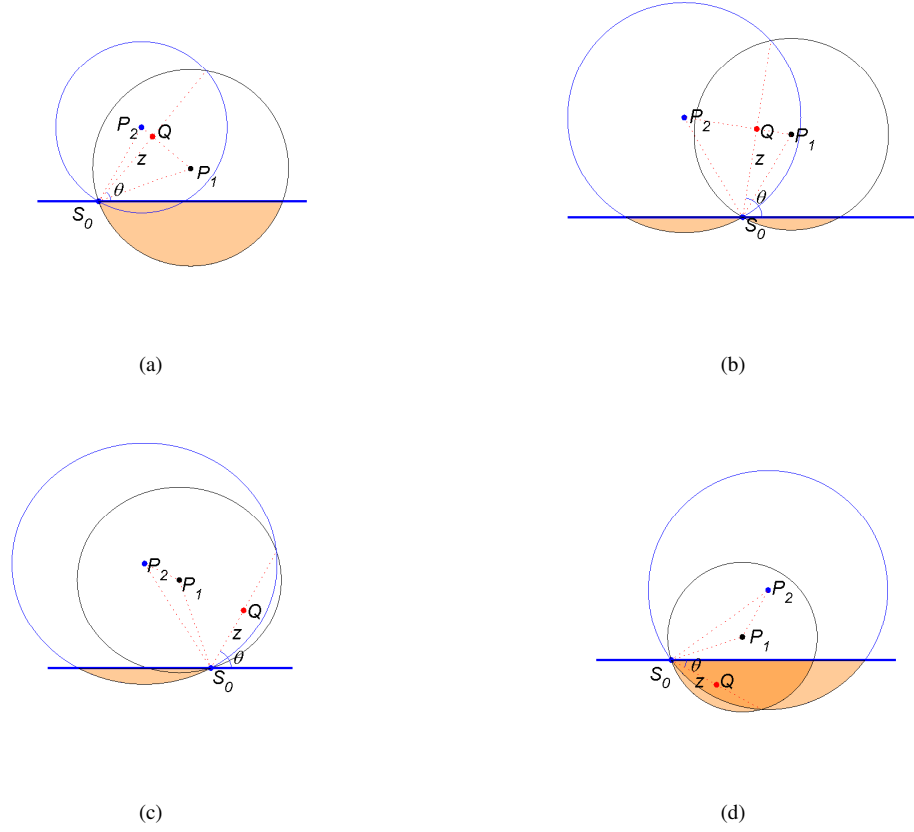 P2 Q
z
θ P1
S0
P2 Q P1
z
θ
S0
(a) (b)
P2 P1
Q
z
θ
S0
P2
P1
θ
S0 z Q
(c) (d)